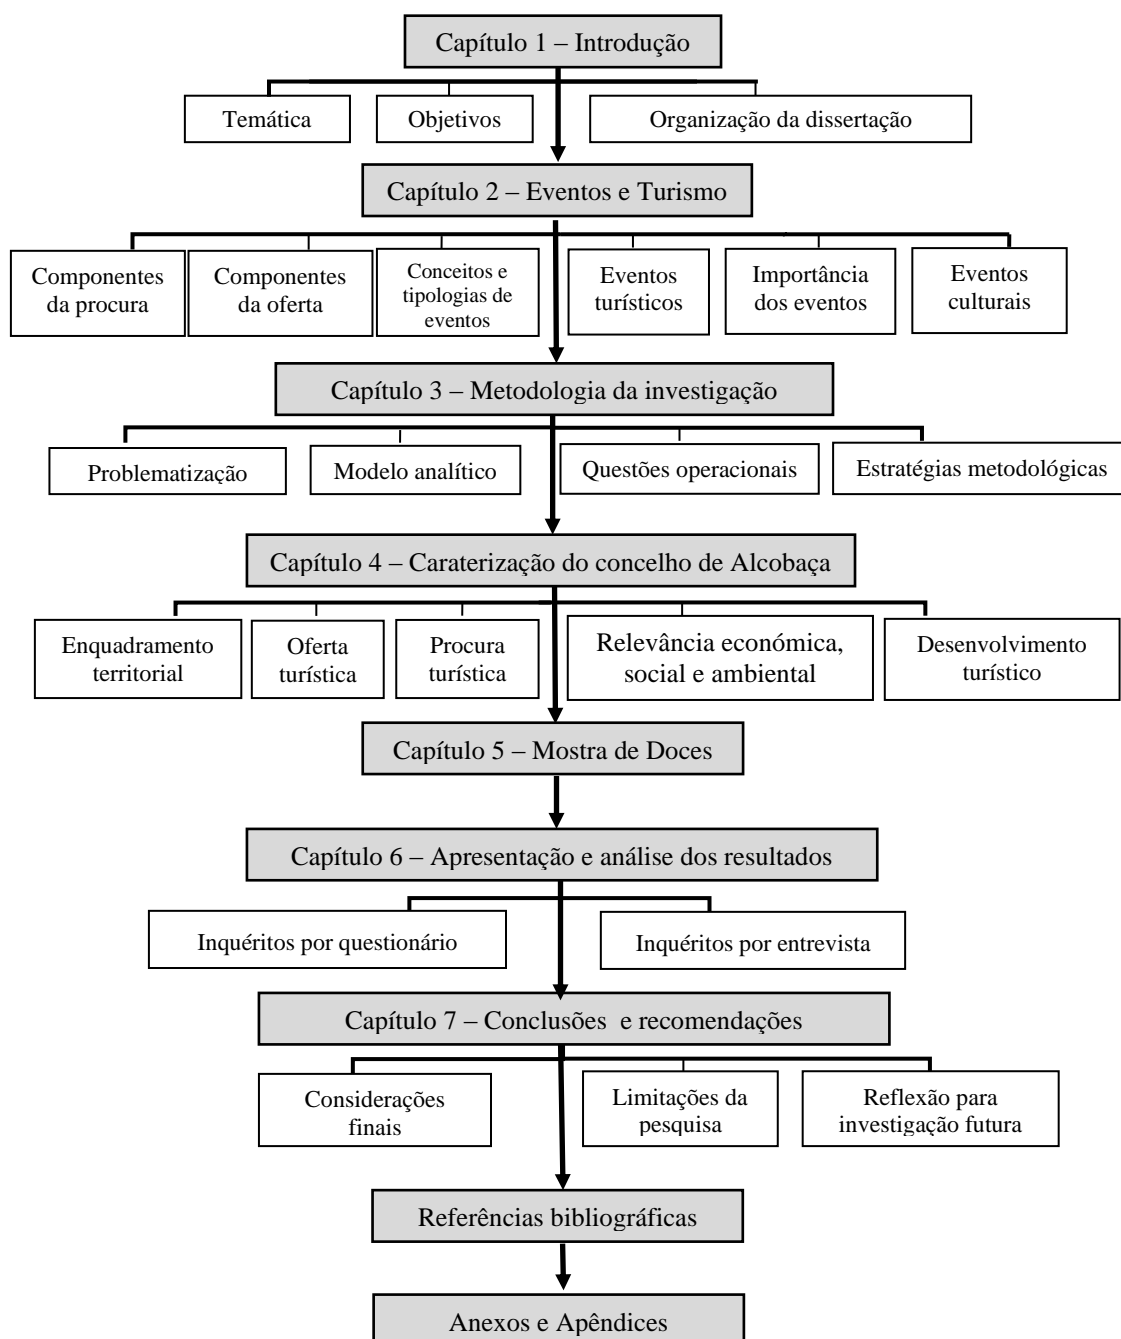 Capítulo 1 – Introdução
Temática
Objetivos
Organização da dissertação
Capítulo 2 – Eventos e Turismo
Componentes
da procura
Componentes
da oferta
Conceitos e
tipologias de
eventos
Eventos
turísticos
Importância
dos eventos
Eventos
culturais
Capítulo 3 – Metodologia da investigação
Problematização
Modelo analítico
Questões operacionais
Estratégias metodológicas
Capítulo 4 – Caraterização do concelho de Alcobaça
Enquadramento
territorial
Oferta
turística
Procura
turística
Relevância económica,
social e ambiental
Desenvolvimento
turístico
Capítulo 5 – Mostra de Doces
Capítulo 6 – Apresentação e análise dos resultados
Inquéritos por questionário
Inquéritos por entrevista
Capítulo 7 – Conclusões e recomendações
Considerações
finais
Limitações da
pesquisa
Reflexão para
investigação futura
Referências bibliográficas
Anexos e Apêndices